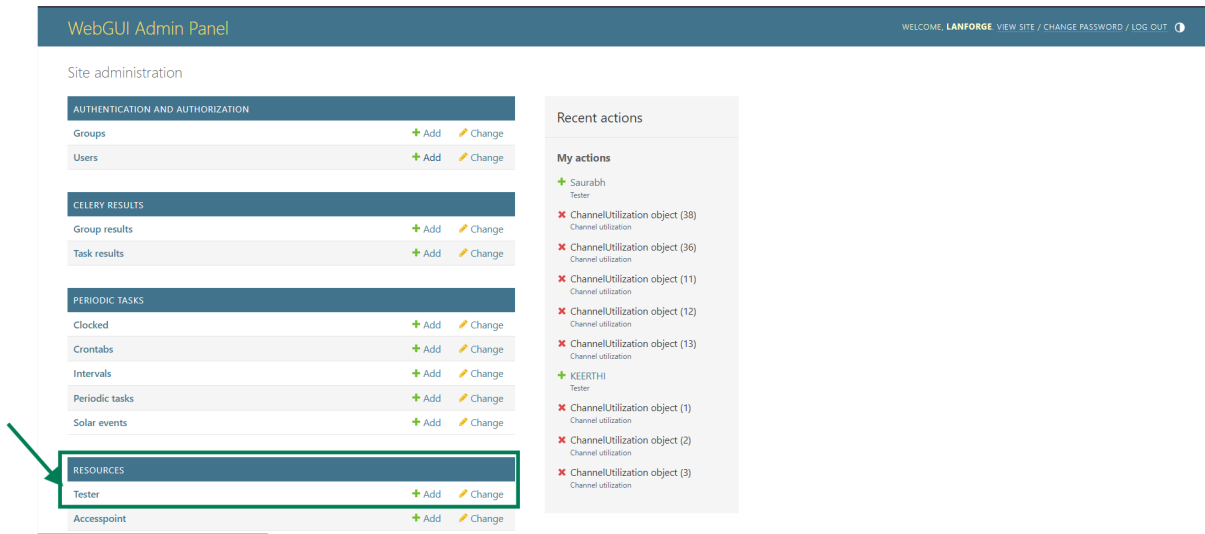 WebGUI Admin Panel
WELCOME, LANFORGE. VIEW SITE / CHANGE PASSWORD / LOG OUT
Site administration
AUTHENTICATION AND AUTHORIZATION
Groups + Add Change
Users + Add Change
CELERY RESULTS
Group results + Add Change
Task results + Add Change
PERIODIC TASKS
Clocked + Add Change
Crontabs + Add Change
Intervals + Add Change
Periodic tasks + Add Change
Solar events + Add Change
RESOURCES
Tester + Add Change
Accesspoint + Add Change
Recent actions
My actions
+ Saurabh
Tester
ChannelUtilization object (38)
Channel utilization
ChannelUtilization object (36)
Channel utilization
ChannelUtilization object (11)
Channel utilization
ChannelUtilization object (12)
Channel utilization
ChannelUtilization object (13)
Channel utilization
+ KEERTHI
Tester
ChannelUtilization object (1)
Channel utilization
ChannelUtilization object (2)
Channel utilization
ChannelUtilization object (3)
Channel utilization